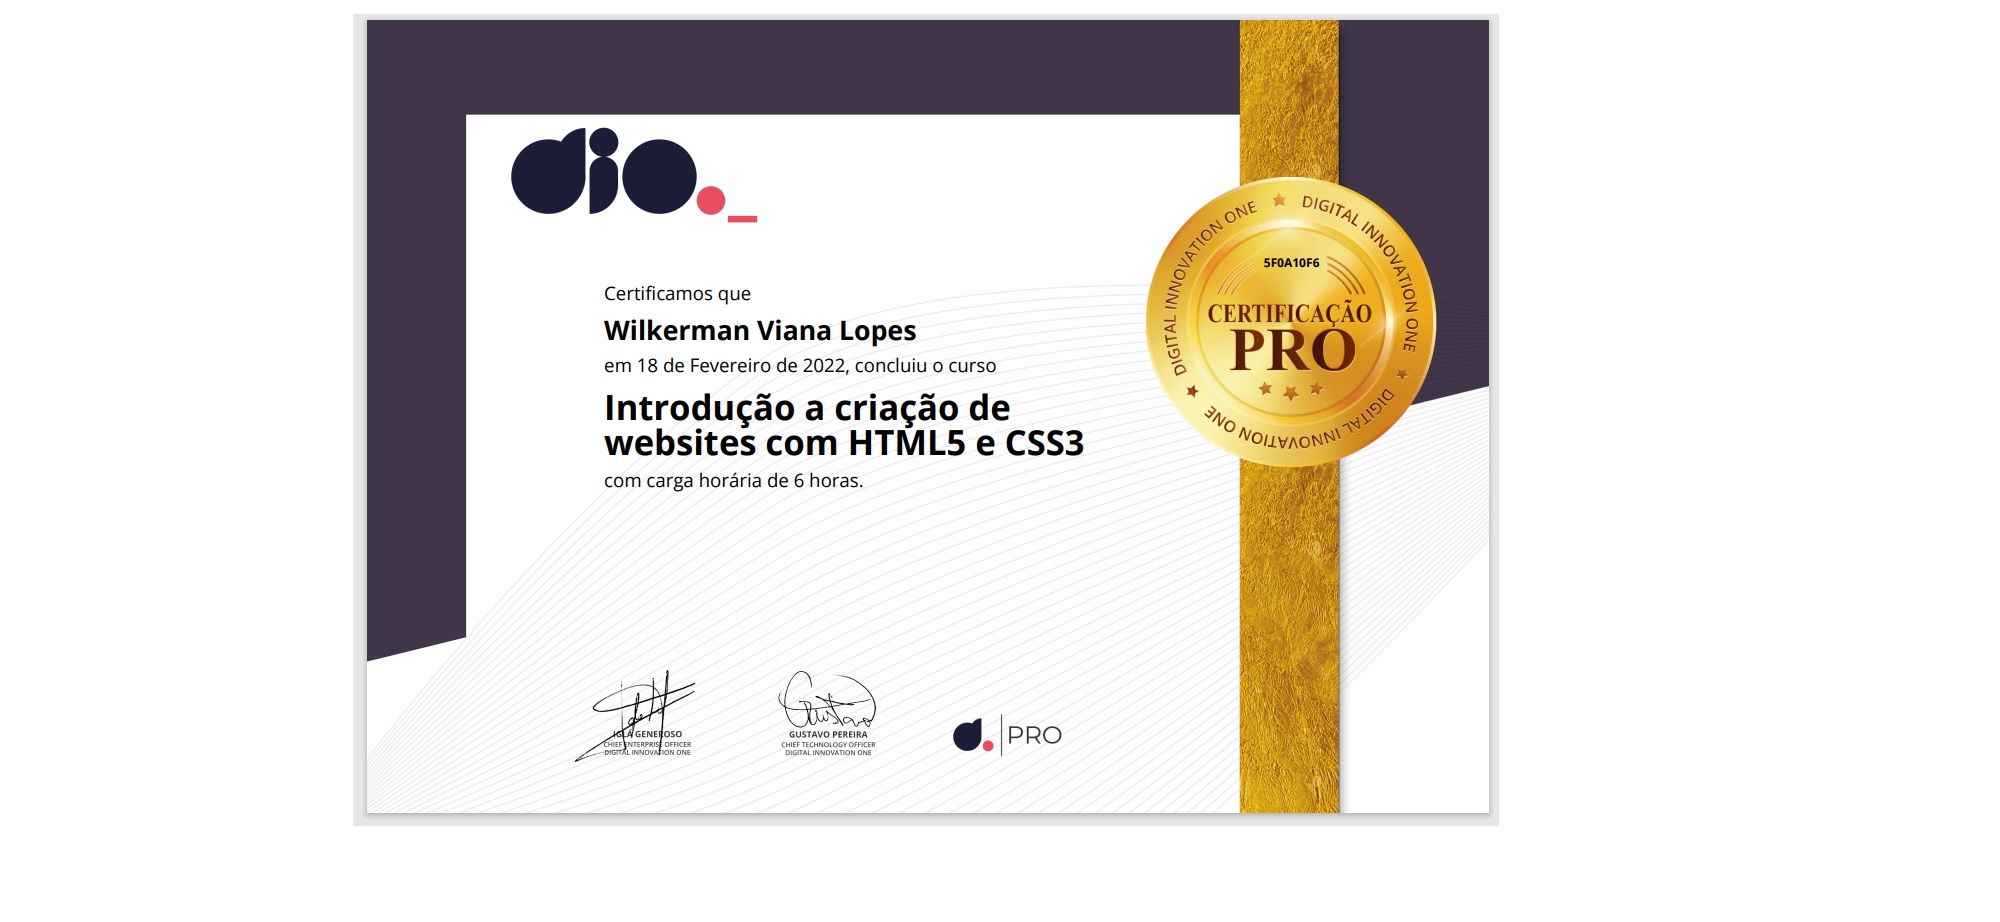 dio._
Certificamos que
Wilkerman Viana Lopes
em 18 de Fevereiro de 2022, concluiu o curso
Introdução a criação de
websites com HTML5 e CSS3
com carga horária de 6 horas.
DIGITAL INNOVATION ONE
DIGITAL INNOVATION ONE
DIGITAL INNOVATION ONE
5F0A10F6
CERTIFICAÇÃO
PRO
IGLÁ GENEROSO
CHIEF ENTERPRISE OFFICER
DIGITAL INNOVATION ONE
Gustavo
GUSTAVO PEREIRA
CHIEF TECHNOLOGY OFFICER
DIGITAL INNOVATION ONE
d. PRO